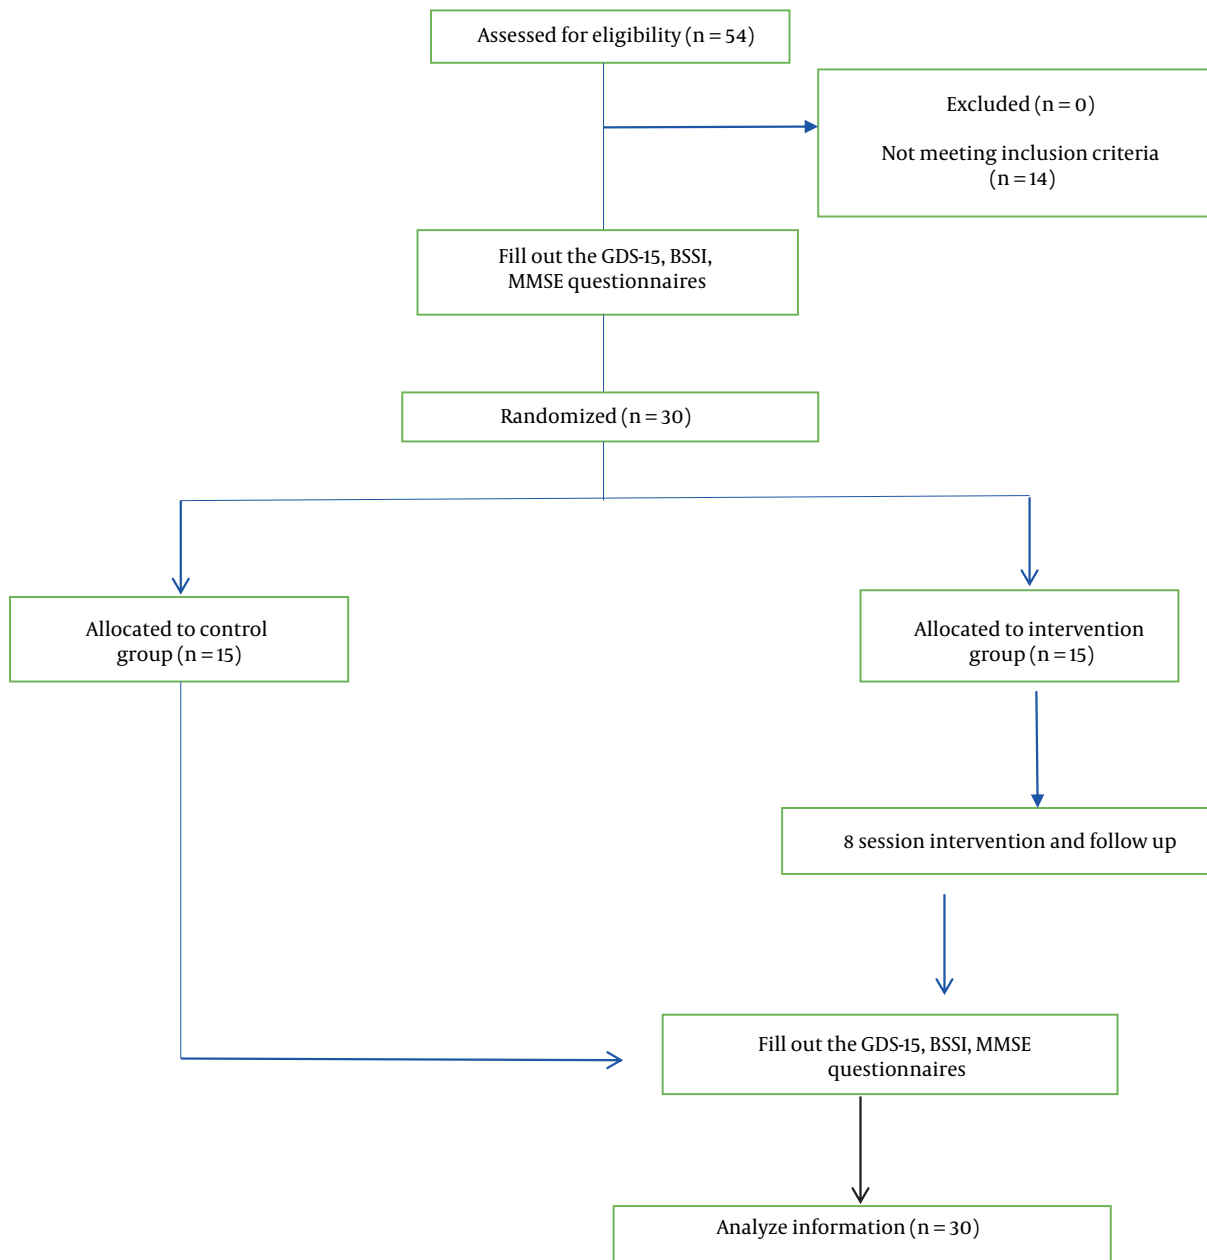 Assessed for eligibility (n = 54)
Excluded (n = 0)
Not meeting inclusion criteria
(n = 14)
Fill out the GDS-15, BSSI,
MMSE questionnaires
Randomized (n = 30)
Allocated to control
group (n = 15)
Allocated to intervention
group (n = 15)
8 session intervention and follow up
Fill out the GDS-15, BSSI, MMSE
questionnaires
Analyze information (n = 30)